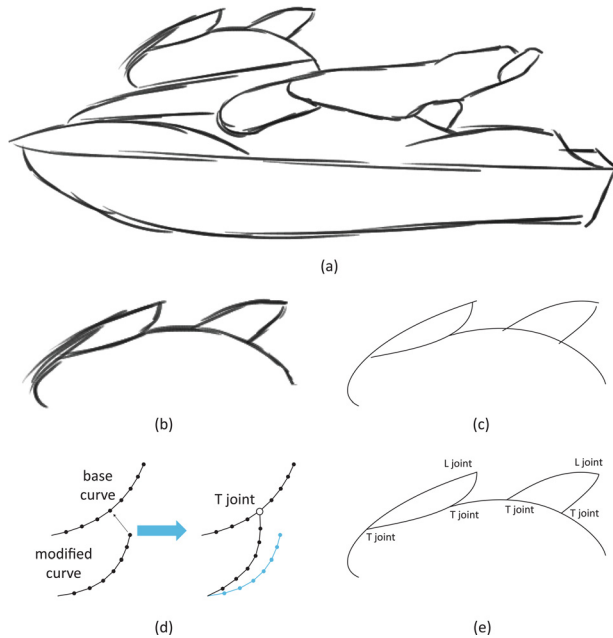 (a)
(b)
(c)
base
curve
T joint
modified
curve
(d)
L joint
L joint
T joint
T joint
T joint
T joint
(e)